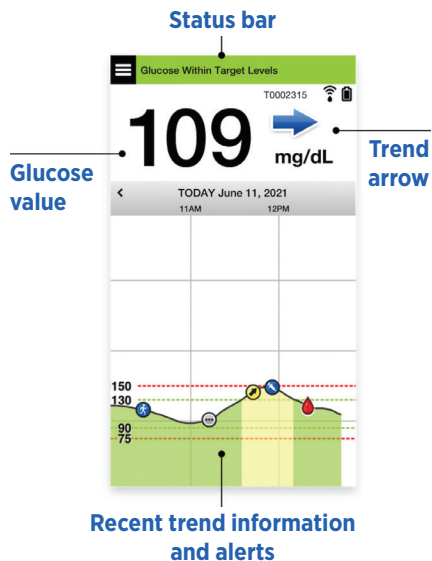 Status bar
Glucose Within Target Levels
T0002315
109
mg/dL
Glucose
value
Trend
arrow
TODAY June 11, 2021
11AM
12PM
150
130
90
75
Recent trend information
and alerts